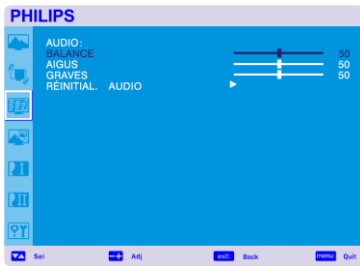 PHILIPS
AUDIO:
BALANCE 50
AIGUS 50
GRAVES 50
RÉINITIAL. AUDIO
Sel Adj exit Back menu Quit